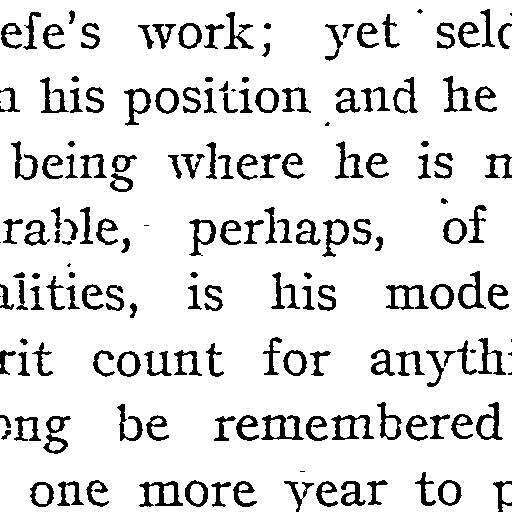 efe's work; yet seld
n his position and he
being where he is m
rable, perhaps, of
alities, is his mode
rit count for anythi
ong be remembered
one more year to p